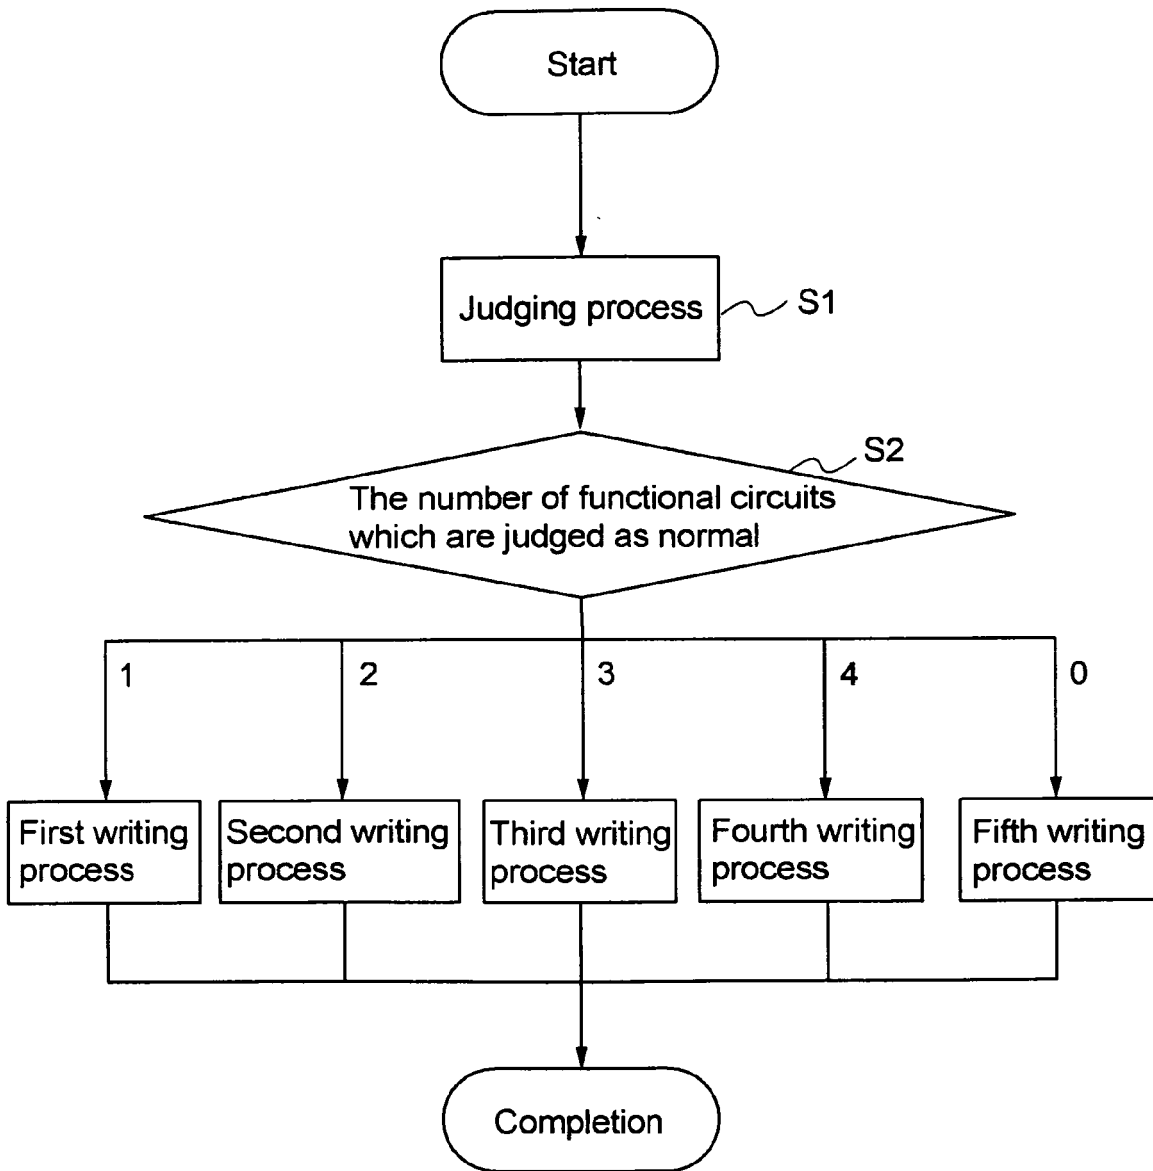 Start
Judging process
S1
S2
The number of functional circuits
which are judged as normal
1
2
3
4
0
First writing
process
Second writing
process
Third writing
process
Fourth writing
process
Fifth writing
process
Completion